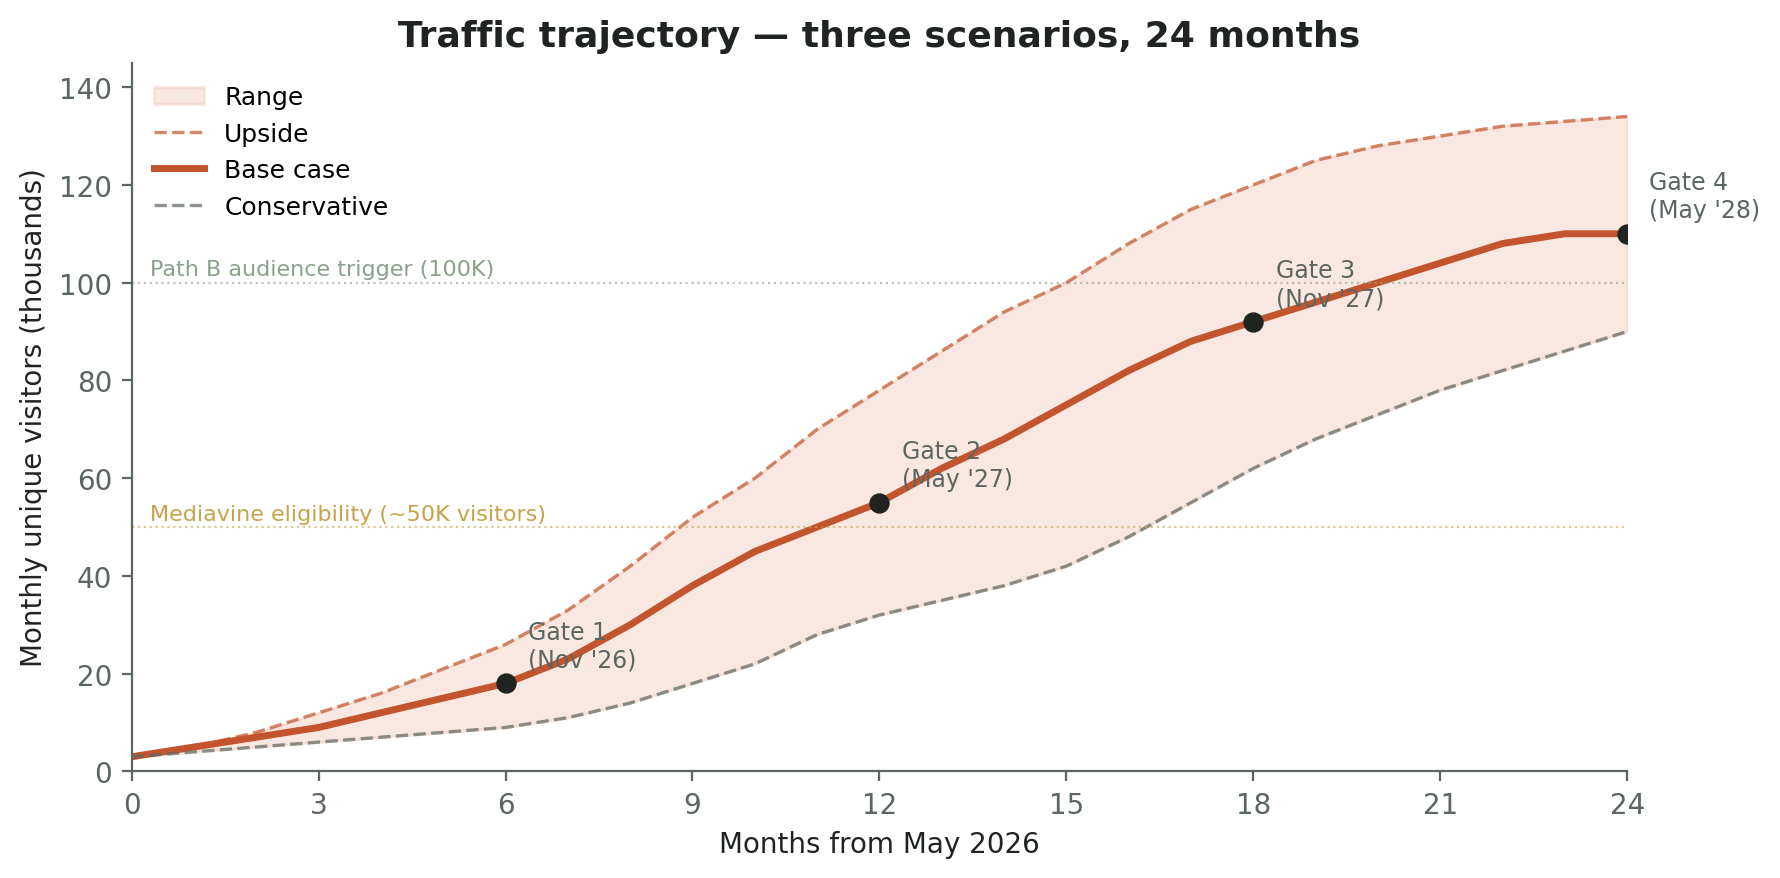 Traffic trajectory — three scenarios, 24 months
Monthly unique visitors (thousands)
140
120
100
80
60
40
20
0
Range
Upside
Base case
Conservative
Path B audience trigger (100K)
Mediavine eligibility (~50K visitors)
Gate 1
(Nov '26)
Gate 2
(May '27)
Gate 3
(Nov '27)
Gate 4
(May '28)
0 3 6 9 12 15 18 21 24
Months from May 2026